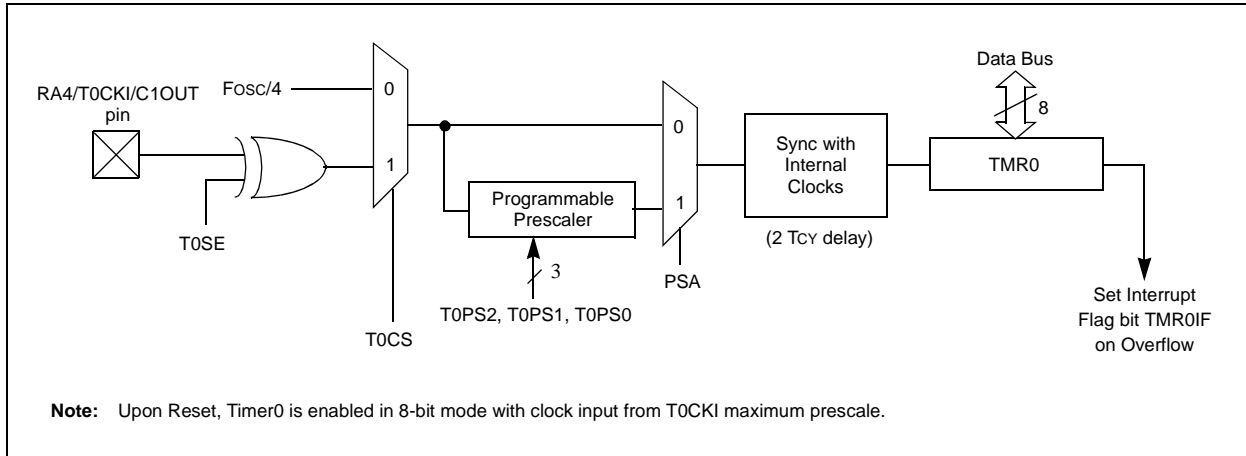 RA4/T0CKI/C1OUT
pin
FOSC/4
0
1
T0SE
T0CS
Programmable
Prescaler
3
T0PS2, T0PS1, T0PS0
0
1
PSA
Sync with
Internal
Clocks
(2 TCY delay)
Data Bus
8
TMR0
Set Interrupt
Flag bit TMR0IF
on Overflow
Note: Upon Reset, Timer0 is enabled in 8-bit mode with clock input from T0CKI maximum prescale.